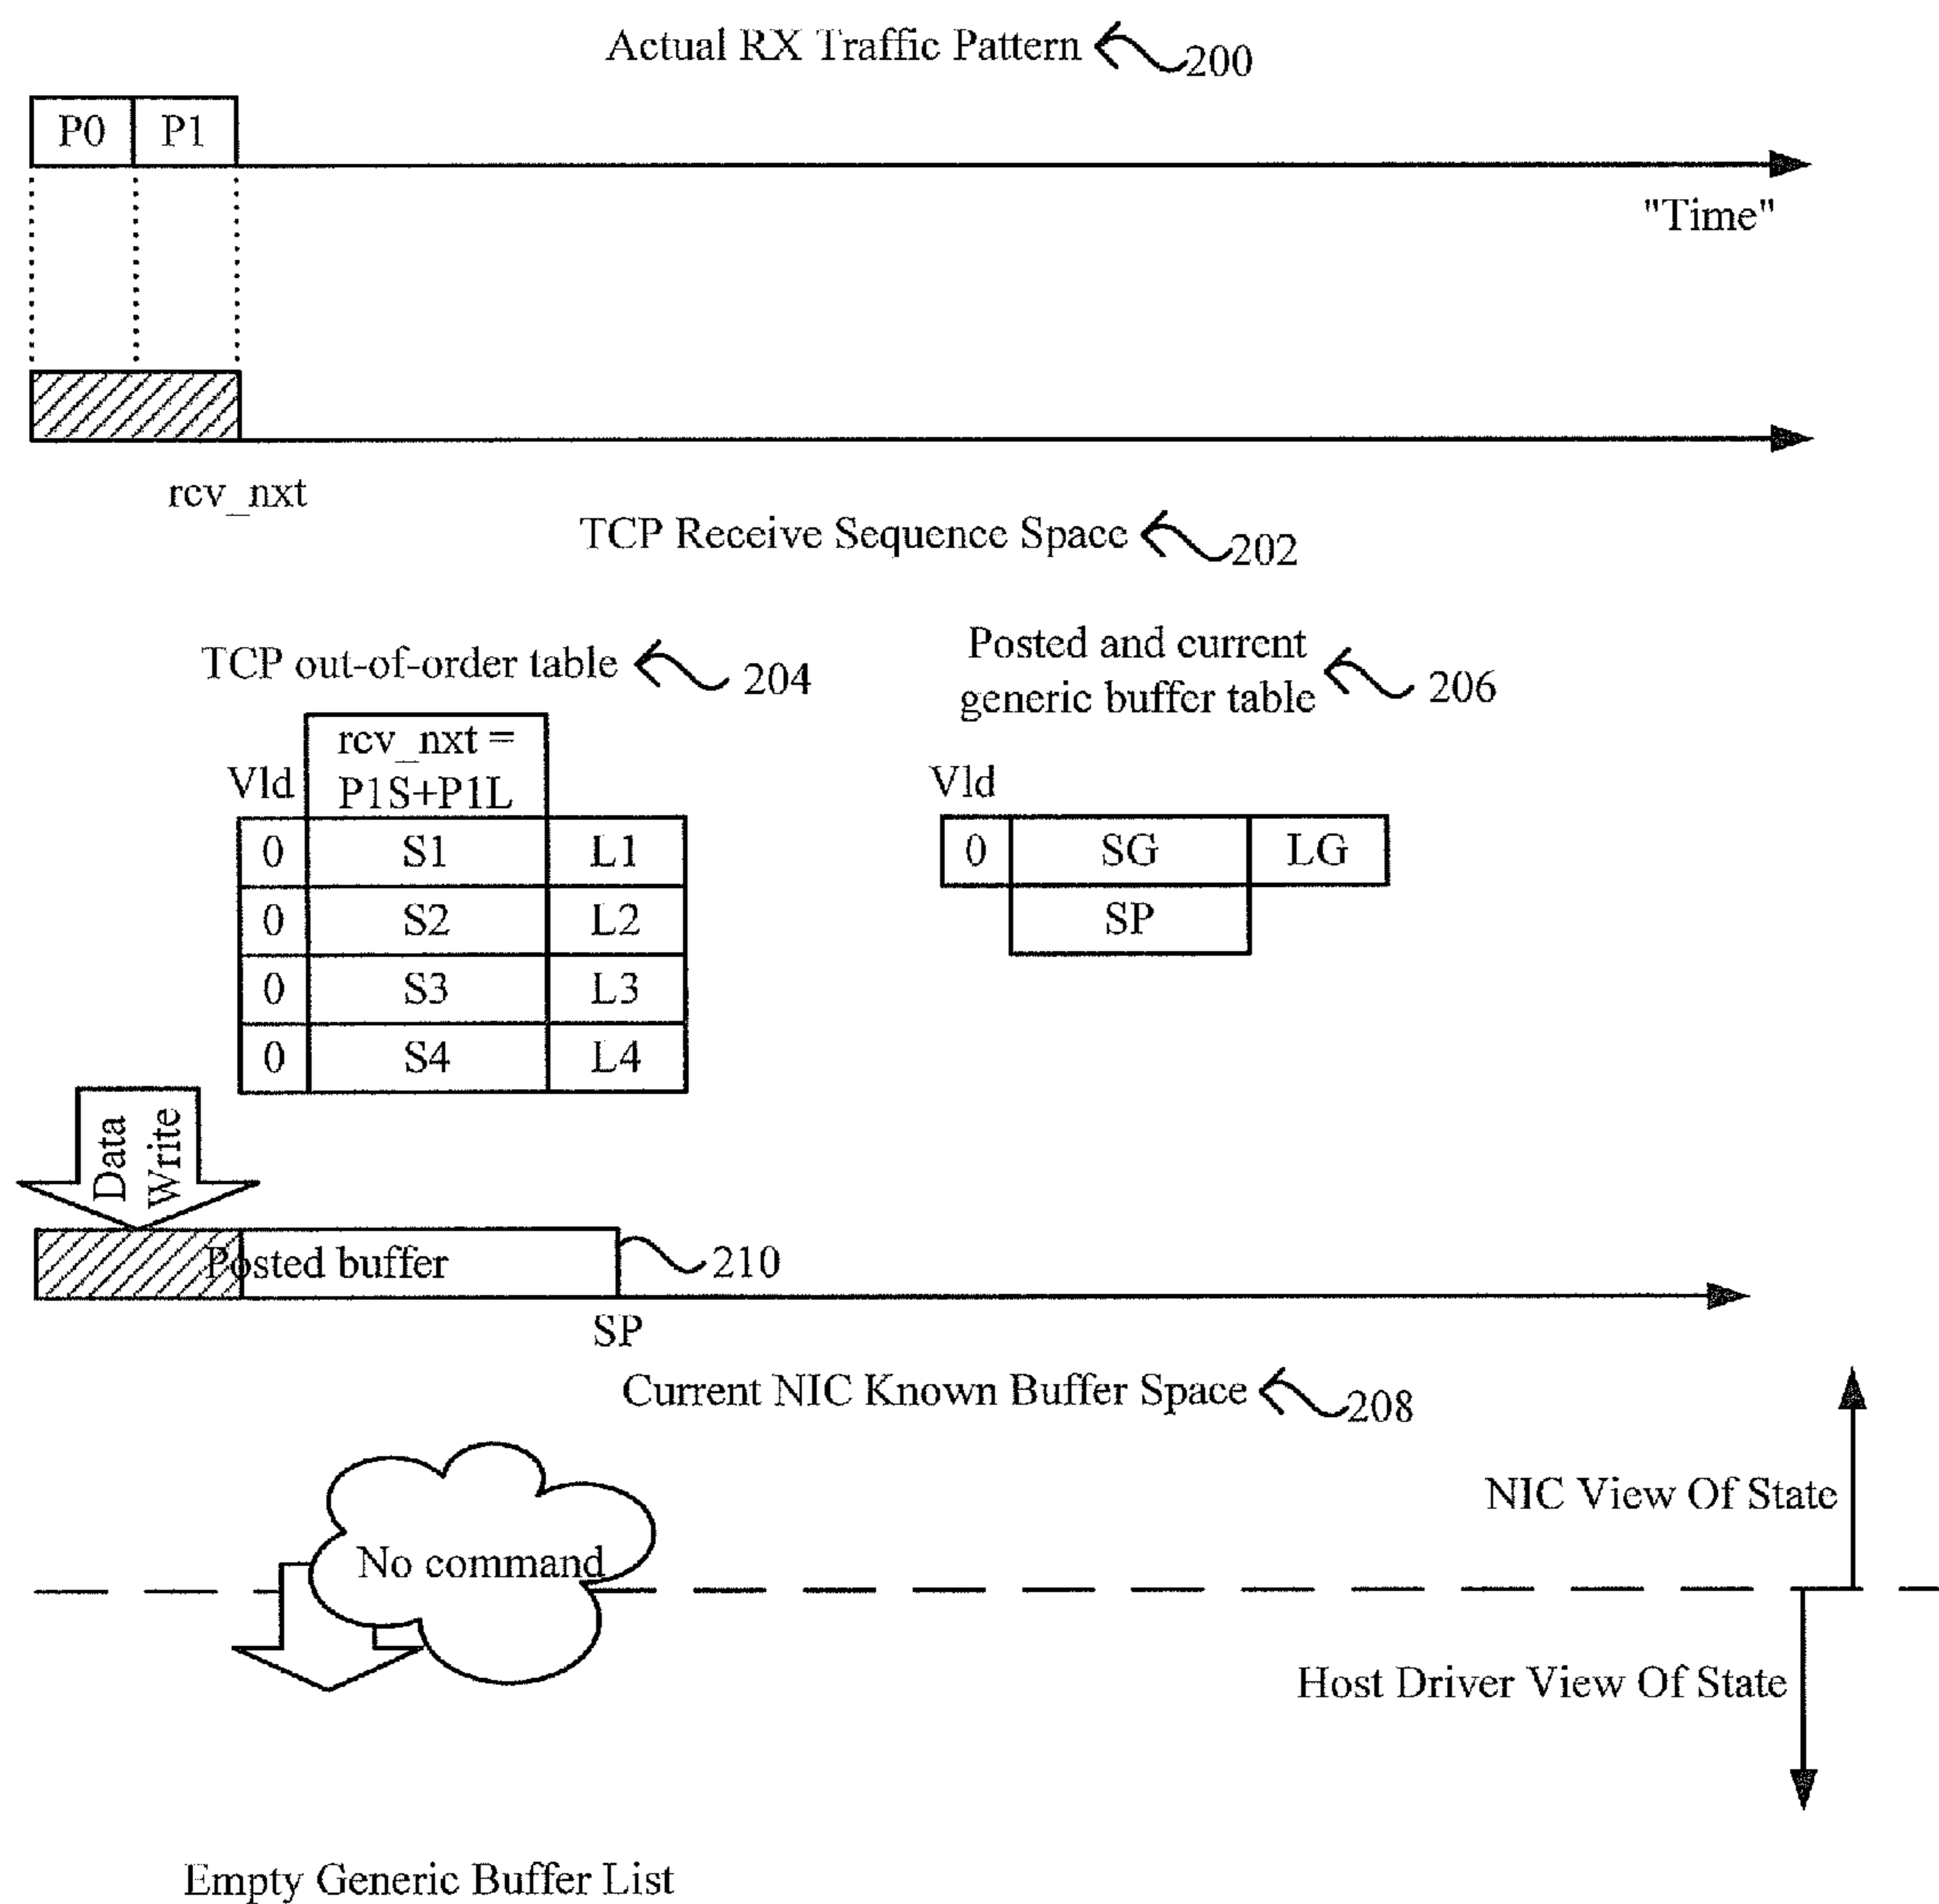 Actual RX Traffic Pattern 200
P0 P1
"Time"
rcv_nxt
TCP Receive Sequence Space 202
TCP out-of-order table 204
Posted and current
generic buffer table 206
rcv_nxt =
P1S+P1L
Vld
Vld
0 S1 L1
0 S2 L2
0 S3 L3
0 S4 L4
0 SG LG
SP
Data
Write
Posted buffer 210
SP
Current NIC Known Buffer Space 208
NIC View Of State
No command
Host Driver View Of State
Empty Generic Buffer List